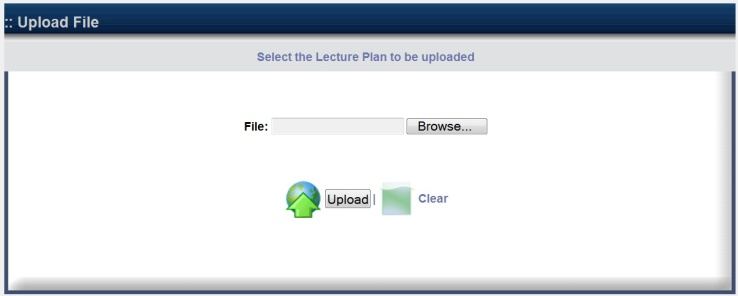 :: Upload File
Select the Lecture Plan to be uploaded
File: Browse...
Upload | Clear